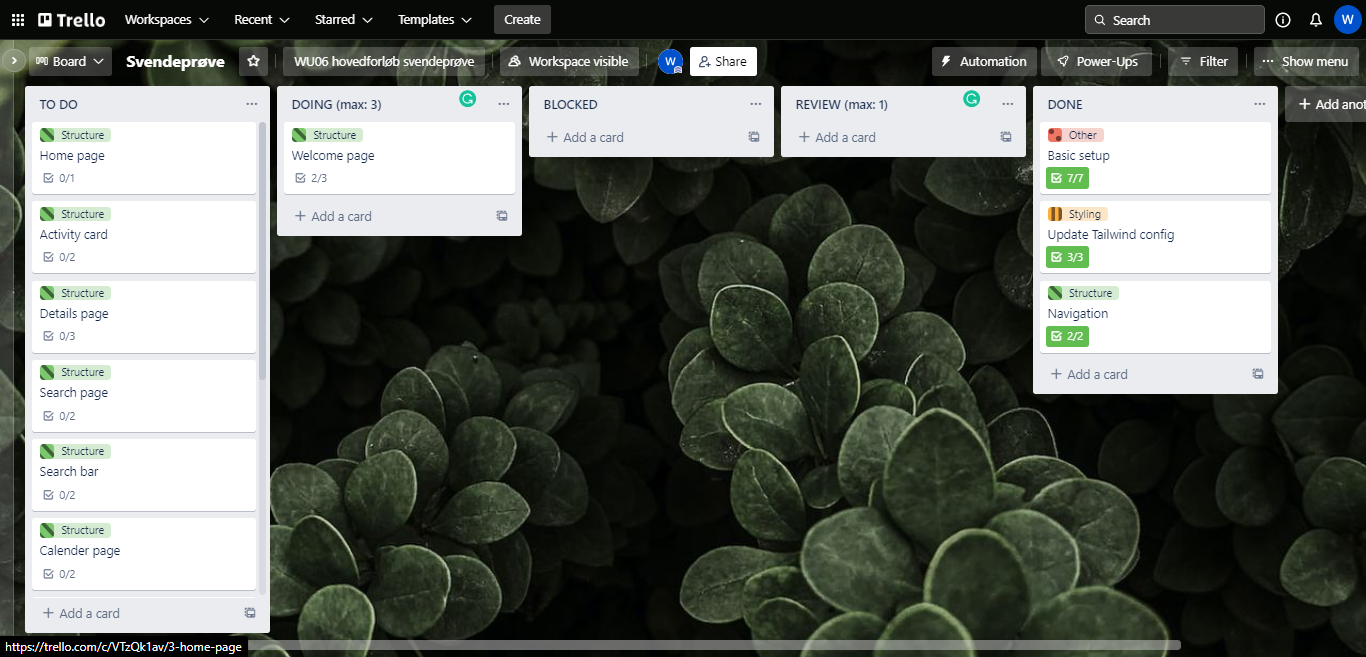 Trello Workspaces Recent Starred Templates Create Search W
Board Svendeprøve WU06 hovedforløb svendeprøve Workspace visible W Share Automation Power-Ups Filter Show menu
TO DO
Structure
Home page
0/1
Structure
Activity card
0/2
Structure
Details page
0/3
Structure
Search page
0/2
Structure
Search bar
0/2
Structure
Calender page
0/2
Add a card
DOING (max: 3)
Structure
Welcome page
2/3
Add a card
BLOCKED
Add a card
REVIEW (max: 1)
Add a card
DONE
Other
Basic setup
7/7
Styling
Update Tailwind config
3/3
Structure
Navigation
2/2
Add a card
Add anot
https://trello.com/c/VTzQk1av/3-home-page